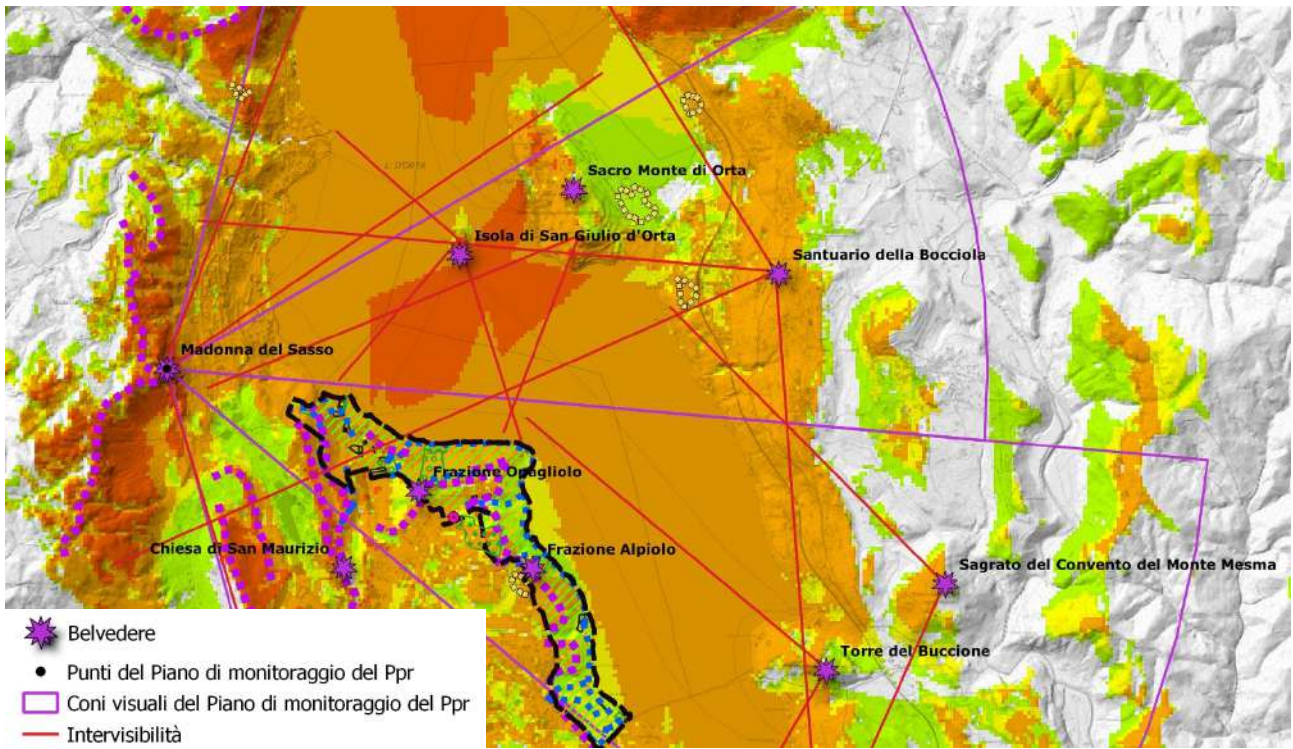 L. D'ORTA
Sacro Monte di Orta
Isola di San Giulio d'Orta
Santuario della Bocciola
Madonna del Sasso
Frazione Opagliolo
Chiesa di San Maurizio
Frazione Alpiolo
Sagrato del Convento del Monte Mesma
Torre del Buccione
Belvedere
Punti del Piano di monitoraggio del Ppr
Coni visuali del Piano di monitoraggio del Ppr
Intervisibilità